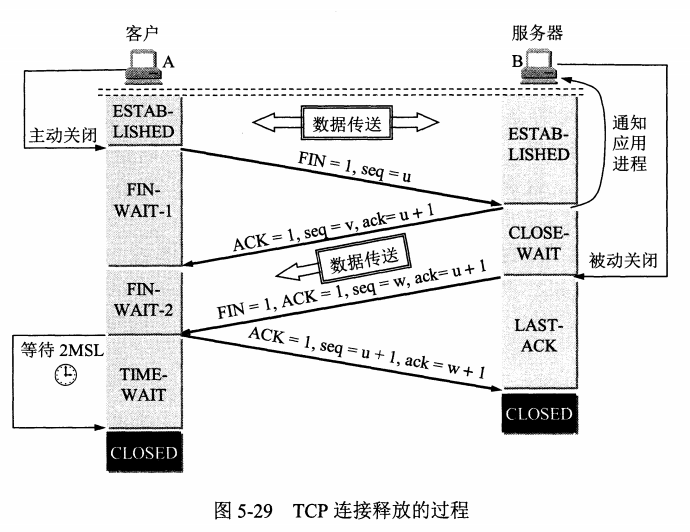 客户
服务器
A
B
ESTAB-
LISHED
数据传送
ESTAB-
LISHED
通知
应用
进程
主动关闭
FIN = 1, seq = u
FIN-
WAIT-1
ACK = 1, seq = v, ack= u + 1
CLOSE-
WAIT
数据传送
被动关闭
FIN-
WAIT-2
FIN = 1, ACK = 1, seq = w, ack= u + 1
LAST-
ACK
等待 2MSL
ACK = 1, seq = u + 1, ack = w + 1
TIME-
WAIT
CLOSED
CLOSED
图 5-29 TCP 连接释放的过程